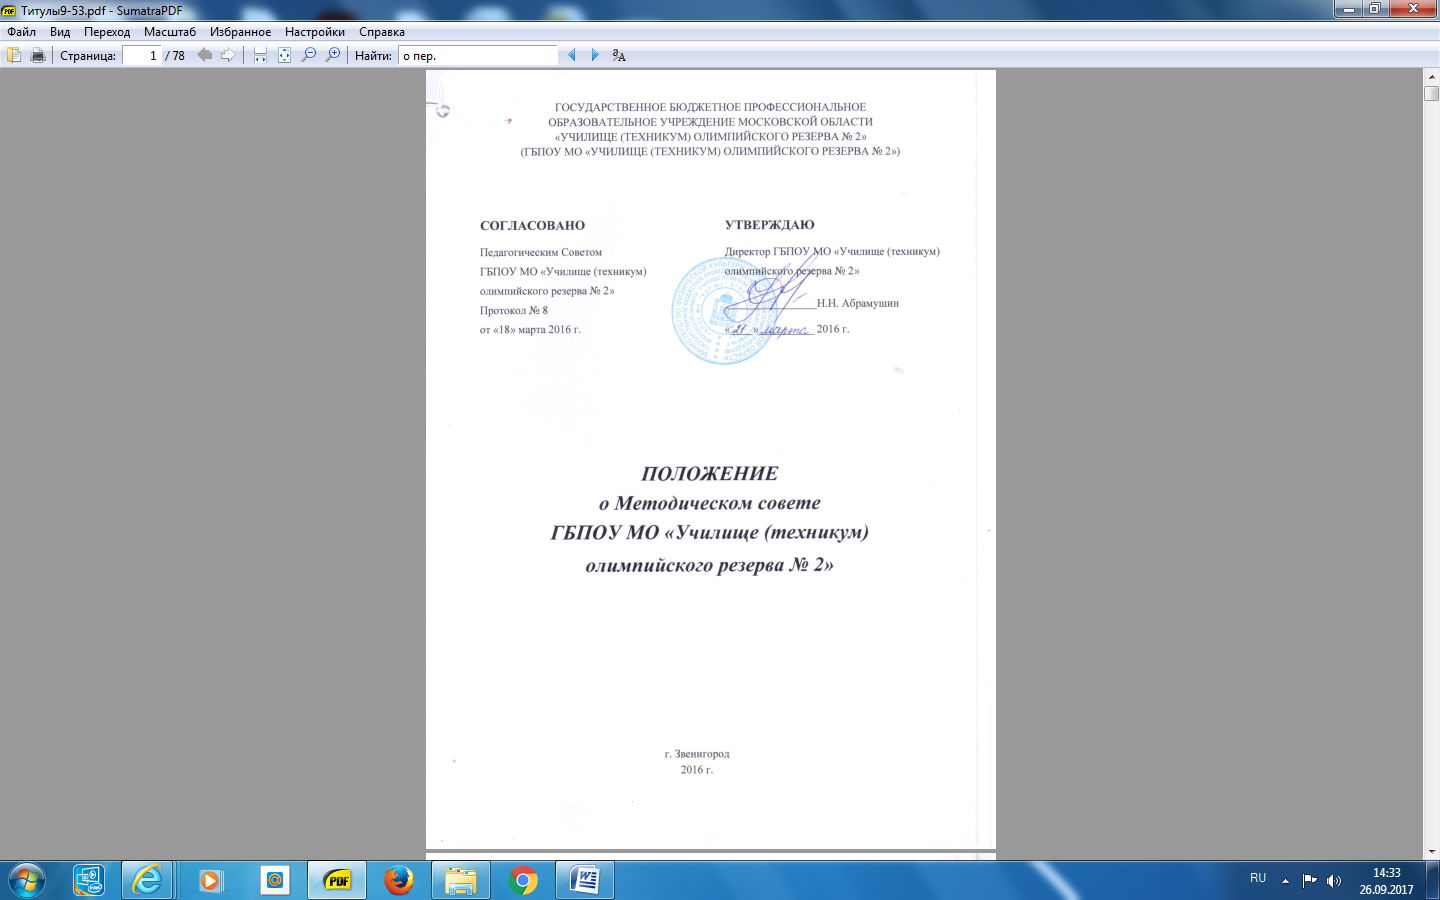 Титулы9-53.pdf - SumatraPDF
Файл Вид Переход Масштаб Избранное Настройки Справка
Страница: 1 / 78 Найти: о пер.
ГОСУДАРСТВЕННОЕ БЮДЖЕТНОЕ ПРОФЕССИОНАЛЬНОЕ
ОБРАЗОВАТЕЛЬНОЕ УЧРЕЖДЕНИЕ МОСКОВСКОЙ ОБЛАСТИ
«УЧИЛИЩЕ (ТЕХНИКУМ) ОЛИМПИЙСКОГО РЕЗЕРВА № 2»
(ГБПОУ МО «УЧИЛИЩЕ (ТЕХНИКУМ) ОЛИМПИЙСКОГО РЕЗЕРВА № 2»)
СОГЛАСОВАНО
Педагогическим Советом
ГБПОУ МО «Училище (техникум)
олимпийского резерва № 2»
Протокол № 8
от «18» марта 2016 г.
УТВЕРЖДАЮ
Директор ГБПОУ МО «Училище (техникум)
олимпийского резерва № 2»
Н.Н. Абрамушин
«21» марта 2016 г.
ПОЛОЖЕНИЕ
о Методическом совете
ГБПОУ МО «Училище (техникум)
олимпийского резерва № 2»
г. Звенигород
2016 г.
RU
14:33
26.09.2017